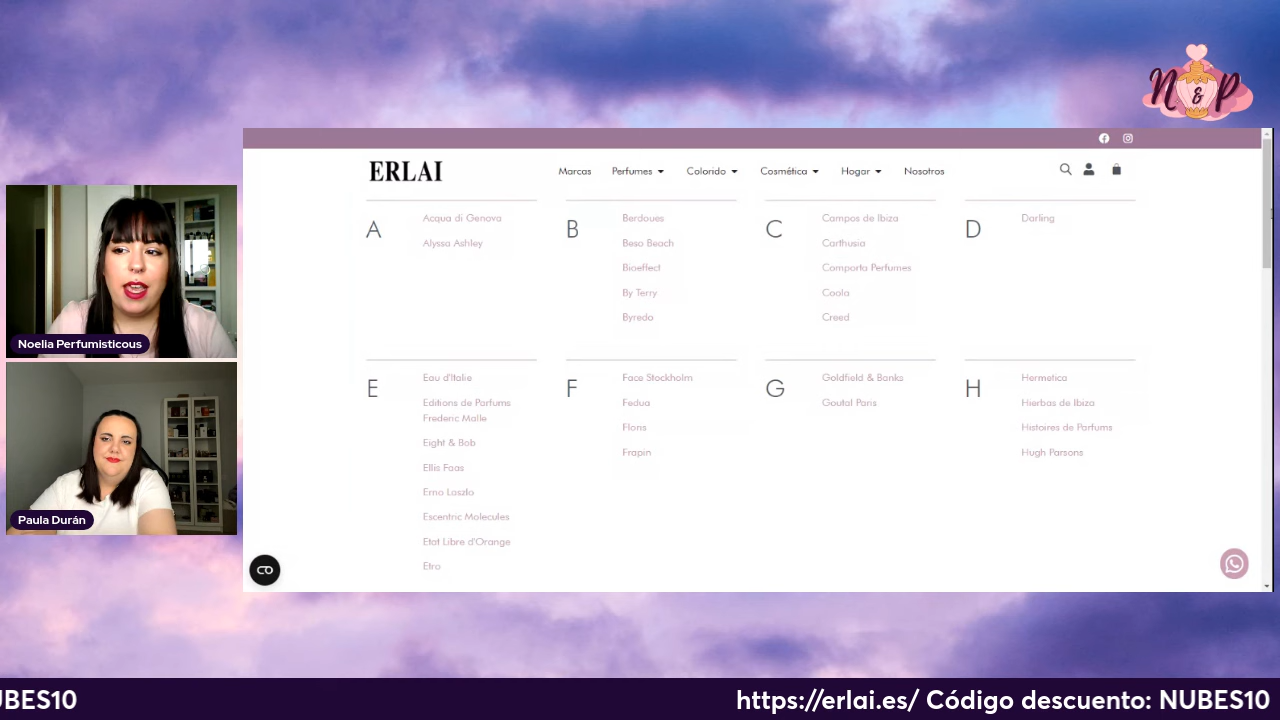 N & P
ERLAI
Marcas Perfumes Colorido Cosmética Hogar Nosotros
A
Acqua di Genova
Alyssa Ashley
B
Berdoues
Beso Beach
Bioeffect
By Terry
Byredo
C
Campos de Ibiza
Carthusia
Comporta Perfumes
Coola
Creed
D
Darling
E
Eau d'Italie
Editions de Parfums
Frederic Malle
Eight & Bob
Ellis Faas
Erno Laszlo
Escentric Molecules
Etat Libre d'Orange
Etro
F
Face Stockholm
Fedua
Floris
Frapin
G
Goldfield & Banks
Goutal Paris
H
Hermetica
Hierbas de Ibiza
Histoires de Parfums
Hugh Parsons
Noelia Perfumisticous
Paula Durán
UBES10
https://erlai.es/ Código descuento: NUBES10